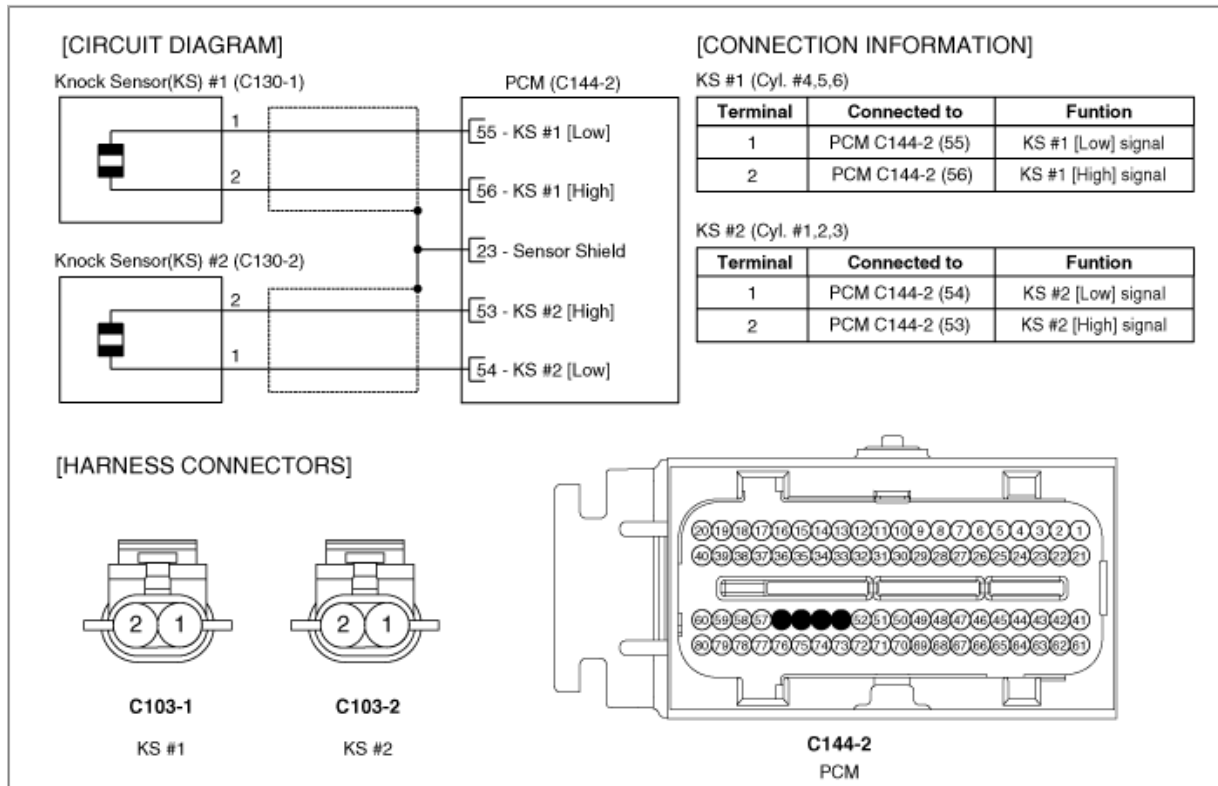 [CIRCUIT DIAGRAM]
Knock Sensor(KS) #1 (C130-1)
PCM (C144-2)
1
55 - KS #1 [Low]
2
56 - KS #1 [High]
23 - Sensor Shield
Knock Sensor(KS) #2 (C130-2)
2
53 - KS #2 [High]
1
54 - KS #2 [Low]
[CONNECTION INFORMATION]
KS #1 (Cyl. #4,5,6)
Terminal Connected to Funtion
1 PCM C144-2 (55) KS #1 [Low] signal
2 PCM C144-2 (56) KS #1 [High] signal
KS #2 (Cyl. #1,2,3)
Terminal Connected to Funtion
1 PCM C144-2 (54) KS #2 [Low] signal
2 PCM C144-2 (53) KS #2 [High] signal
[HARNESS CONNECTORS]
2 1
C103-1
KS #1
2 1
C103-2
KS #2
20 19 18 17 16 15 14 13 12 11 10 9 8 7 6 5 4 3 2 1
40 39 38 37 36 35 34 33 32 31 30 29 28 27 26 25 24 23 22 21
60 59 58 57 52 51 50 49 48 47 46 45 44 43 42 41
80 79 78 77 76 75 74 73 72 71 70 69 68 67 66 65 64 63 62 61
C144-2
PCM